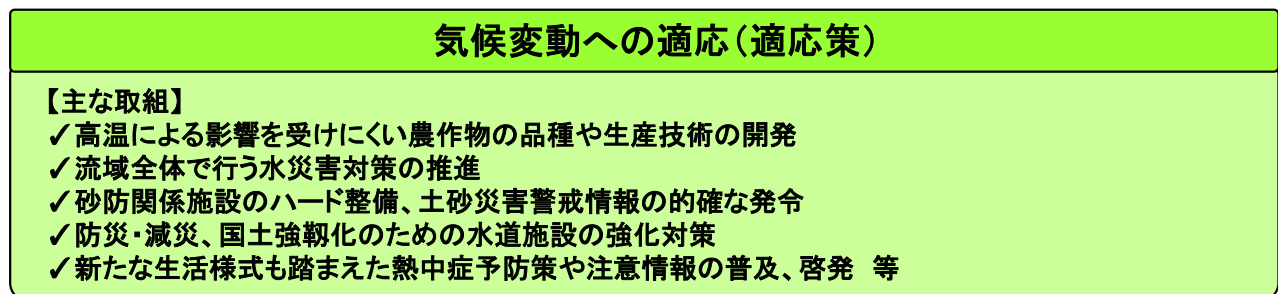 気候変動への適応（適応策）
【主な取組】
✓高温による影響を受けにくい農作物の品種や生産技術の開発
✓流域全体で行う水災害対策の推進
✓砂防関係施設のハード整備、土砂災害警戒情報の的確な発令
✓防災・減災、国土強靱化のための水道施設の強化対策
✓新たな生活様式も踏まえた熱中症予防策や注意情報の普及、啓発　等